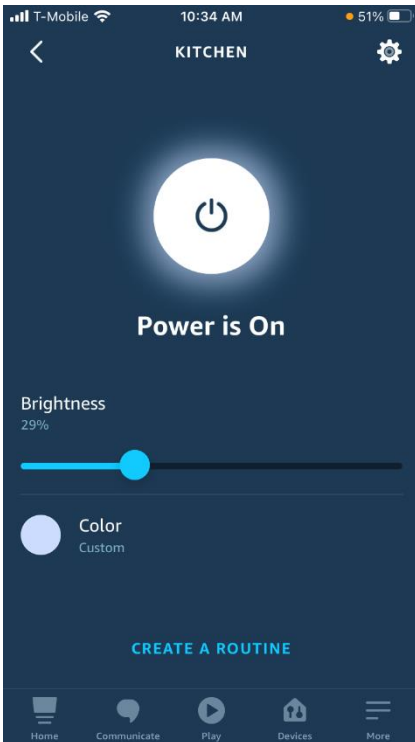 T-Mobile 10:34 AM 51%
KITCHEN
Power is On
Brightness
29%
Color
Custom
CREATE A ROUTINE
Home Communicate Play Devices More